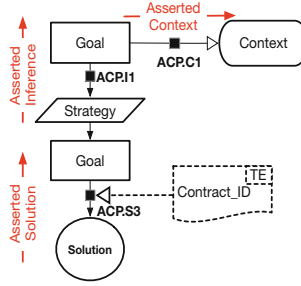 Asserted
Context
Goal
Context
ACP.C1
Asserted
Inference
ACP.I1
Strategy
Goal
TE
Contract_ID
ACP.S3
Asserted
Solution
Solution